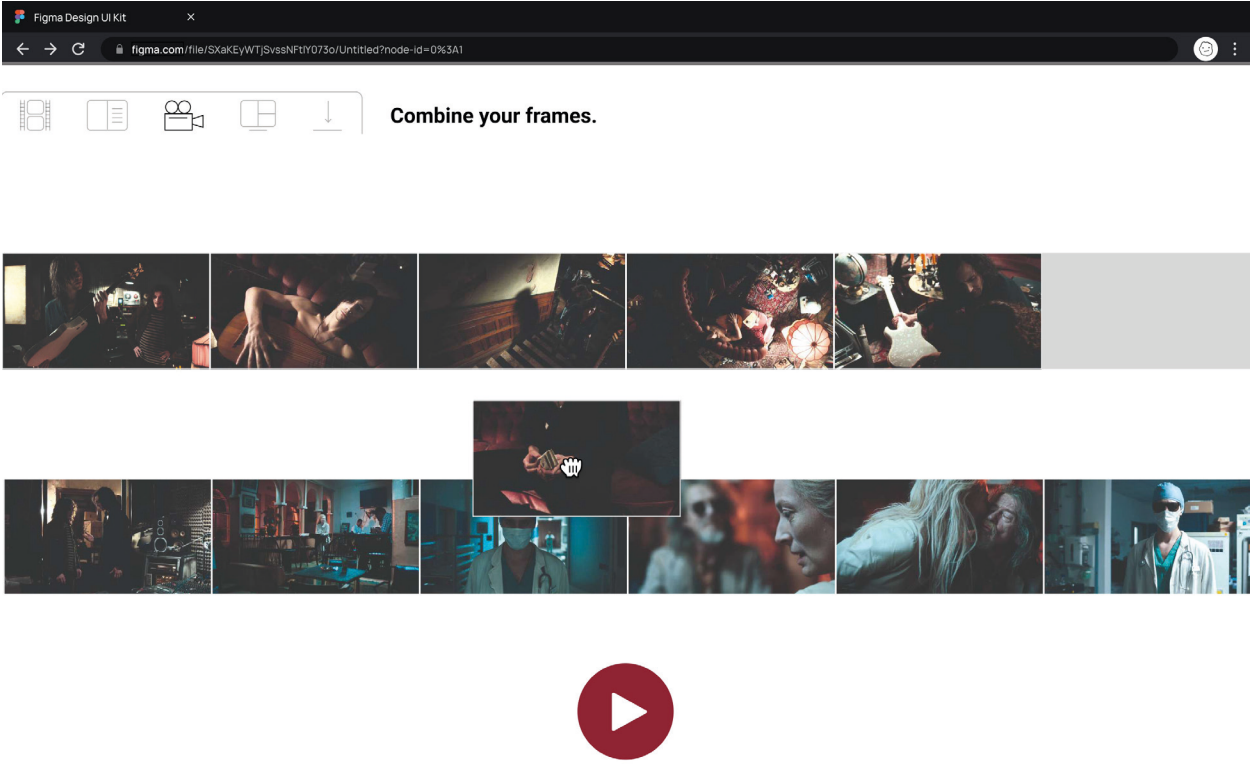 Figma Design UI Kit
figma.com/file/SXaKEyWTjSvssNFtlY073o/Untitled?node-id=0%3A1
Combine your frames.